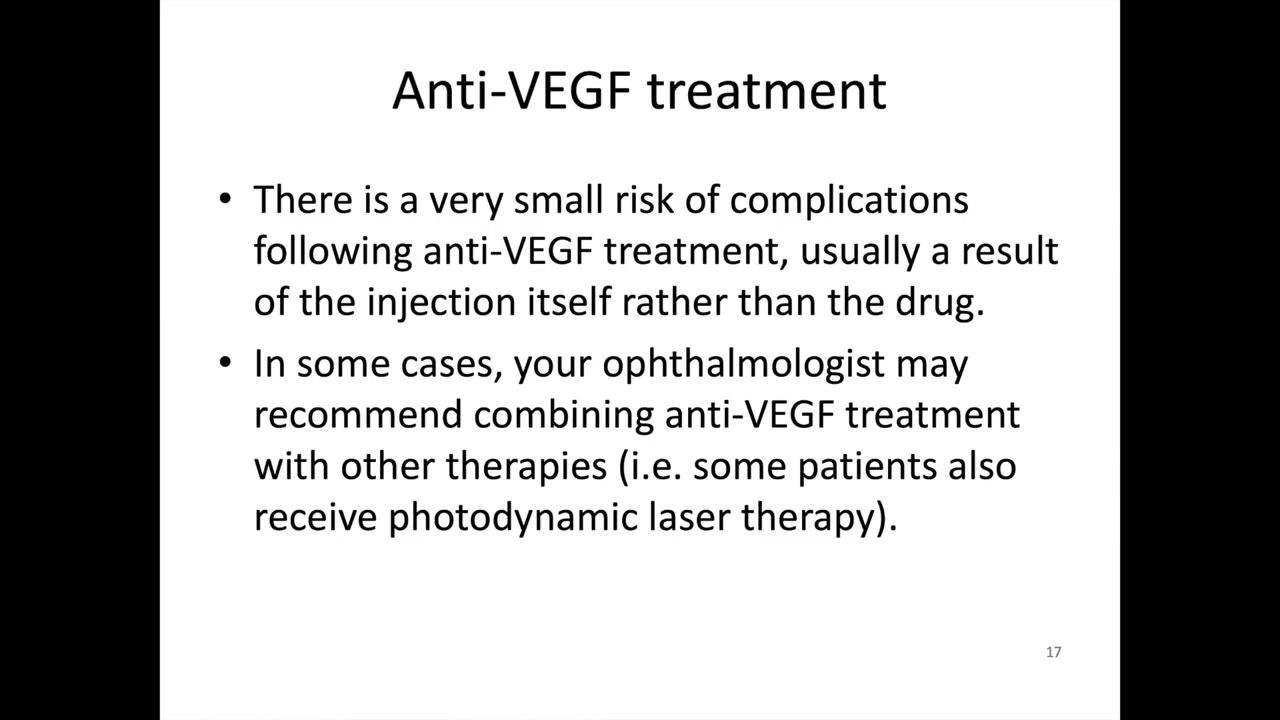 Anti-VEGF treatment
• There is a very small risk of complications
following anti-VEGF treatment, usually a result
of the injection itself rather than the drug.
• In some cases, your ophthalmologist may
recommend combining anti-VEGF treatment
with other therapies (i.e. some patients also
receive photodynamic laser therapy).
17